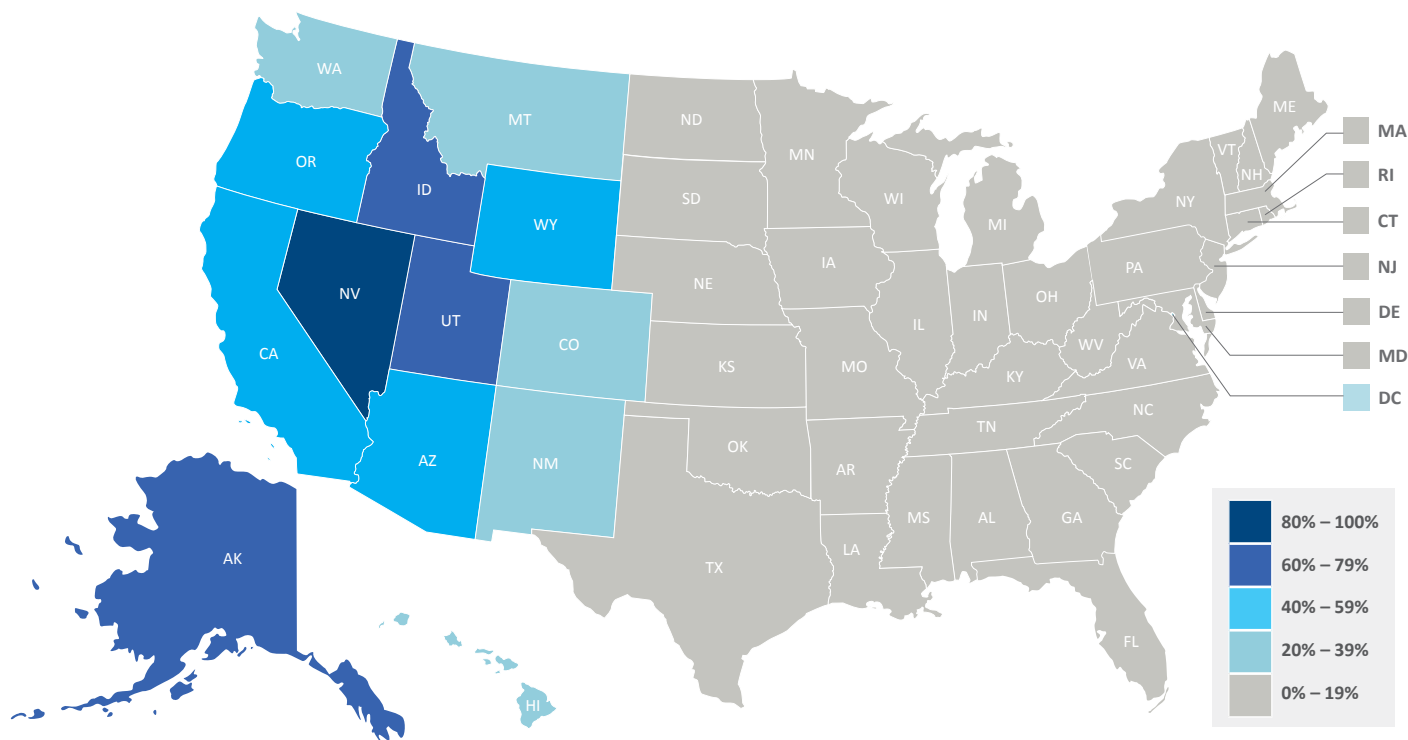 WA
MT
ND
MN
ME
OR
ID
SD
WI
MI
NY
VT
NH
MA
RI
CT
NJ
DE
MD
DC
WY
NV
UT
CA
CO
NE
IA
IL
IN
OH
PA
WV
VA
KS
MO
KY
NC
TN
AZ
NM
OK
AR
SC
MS
AL
GA
LA
TX
FL
AK
HI
80% – 100%
60% – 79%
40% – 59%
20% – 39%
0% – 19%